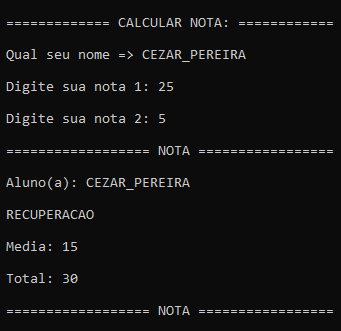 ============= CALCULAR NOTA: ============
Qual seu nome => CEZAR_PEREIRA
Digite sua nota 1: 25
Digite sua nota 2: 5
================== NOTA =================
Aluno(a): CEZAR_PEREIRA
RECUPERACAO
Media: 15
Total: 30
================== NOTA =================